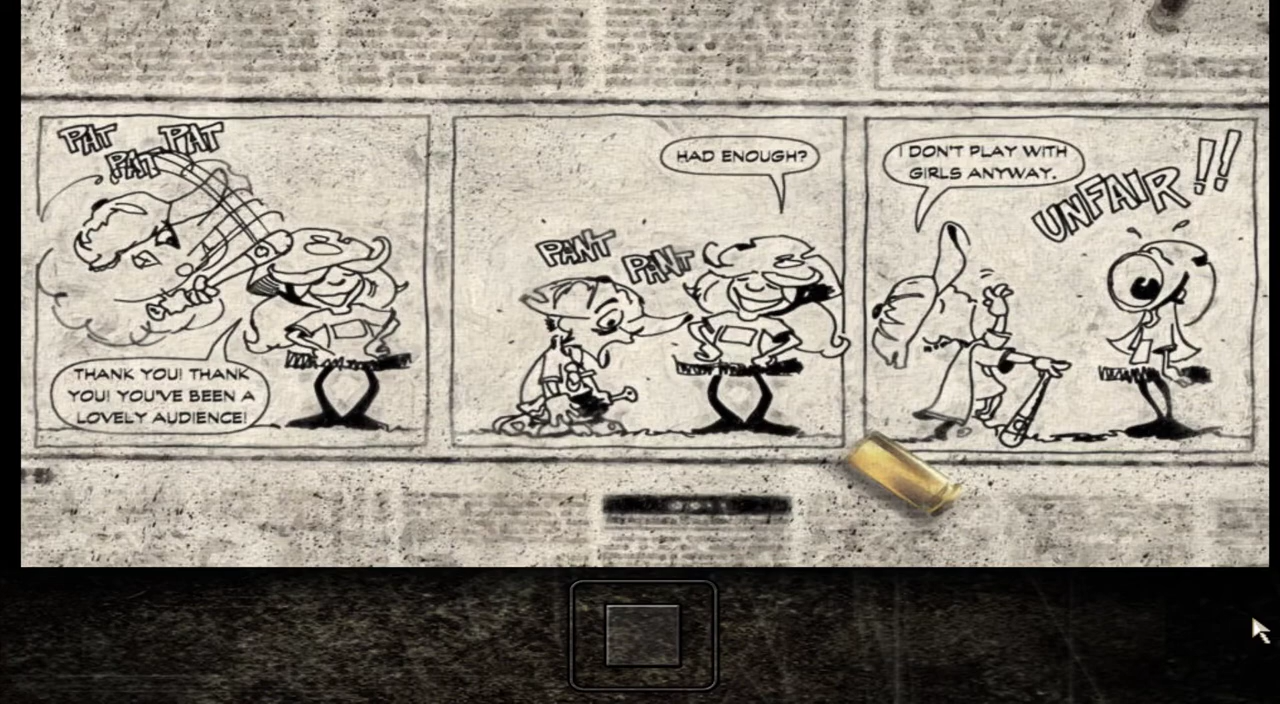 PAT
PAT
PAT
THANK YOU! THANK
YOU! YOU'VE BEEN A
LOVELY AUDIENCE!
HAD ENOUGH?
PANT
PANT
I DON'T PLAY WITH
GIRLS ANYWAY.
UNFAIR!!